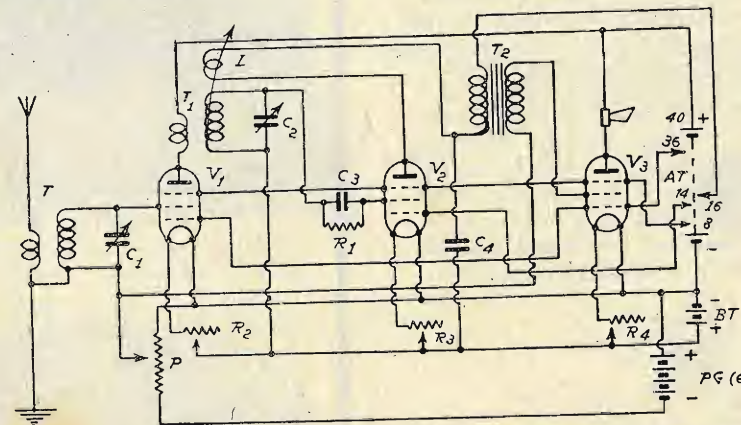 T
C1
T1
L
C2
V1
C3
R1
V2
C4
T2
V3
40 +
36
AT
14
16
8
-
-
BT
+
R2
R3
R4
P
+
PG (
-